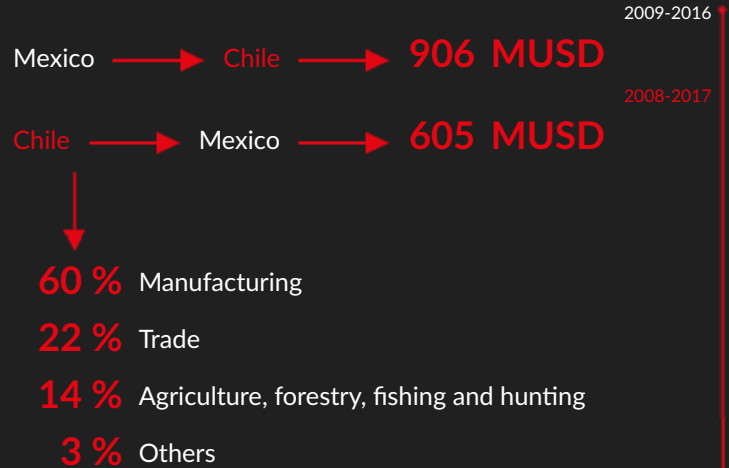 2009-2016
Mexico Chile 906 MUSD
2008-2017
Chile Mexico 605 MUSD
60 % Manufacturing
22 % Trade
14 % Agriculture, forestry, fishing and hunting
3 % Others